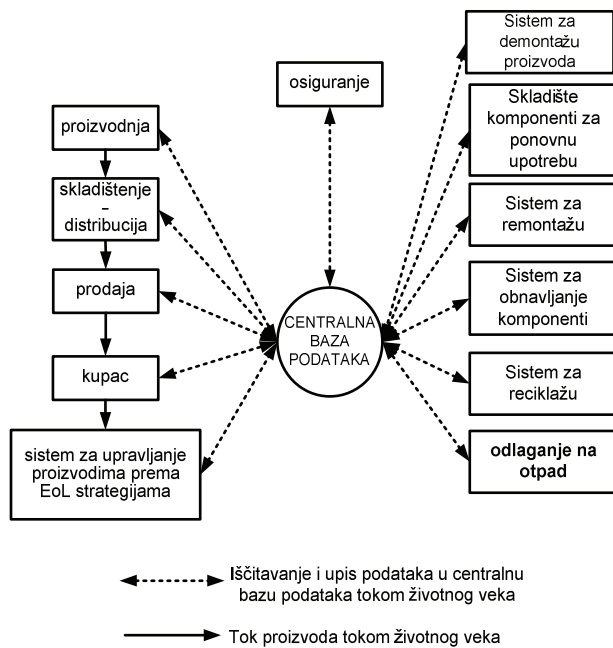 proizvodnja
skladištenje
–
distribucija
prodaja
kupac
sistem za upravljanje
proizvodima prema
EoL strategijama
osiguranje
CENTRALNA
BAZA
PODATAKA
Sistem za
demontažu
proizvoda
Skladište
komponenti za
ponovnu
upotrebu
Sistem za
remontažu
Sistem za
obnavljanje
komponenti
Sistem za
reciklažu
odlaganje na
otpad
Iščitavanje i upis podataka u centralnu
bazu podataka tokom životnog veka
Tok proizvoda tokom životnog veka